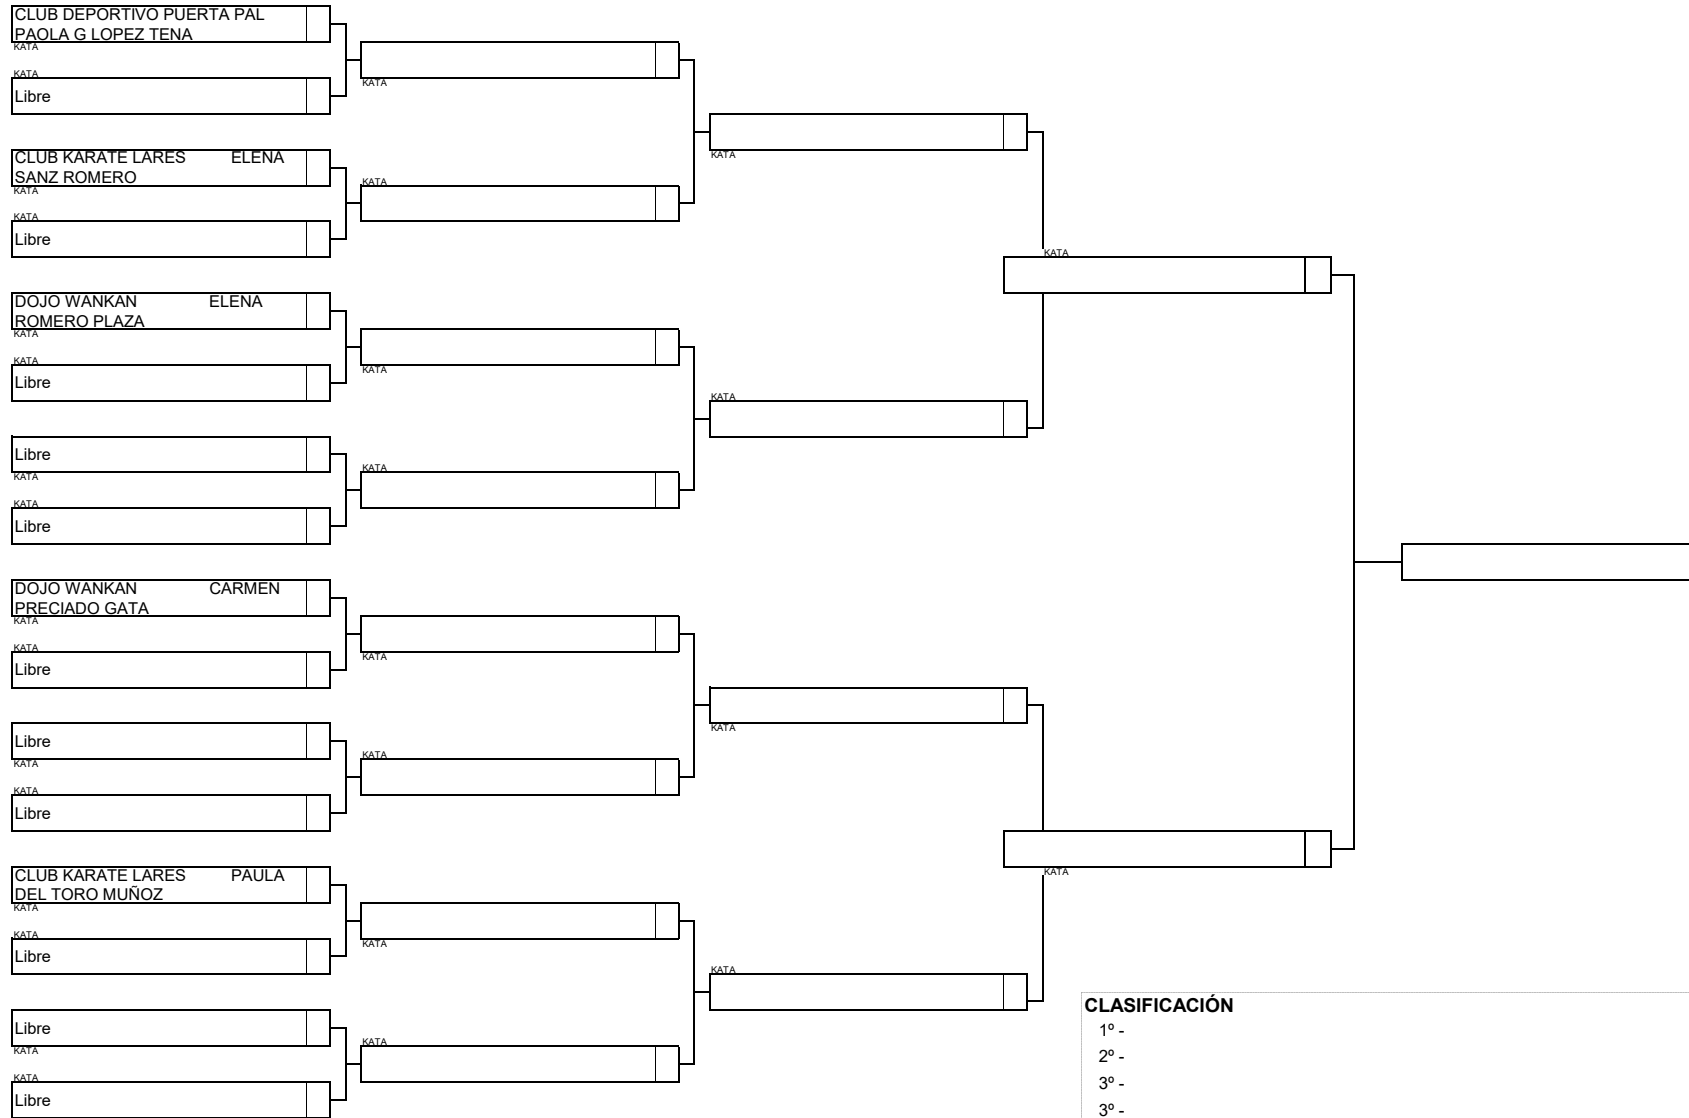 CLUB DEPORTIVO PUERTA PAL
PAOLA G LOPEZ TENA
KATA
KATA
Libre
CLUB KARATE LARES ELENA
SANZ ROMERO
KATA
KATA
Libre
DOJO WANKAN ELENA
ROMERO PLAZA
KATA
KATA
Libre
Libre
KATA
KATA
Libre
DOJO WANKAN CARMEN
PRECIADO GATA
KATA
KATA
Libre
Libre
KATA
KATA
Libre
CLUB KARATE LARES PAULA
DEL TORO MUÑOZ
KATA
KATA
Libre
Libre
KATA
KATA
Libre
KATA
KATA
KATA
KATA
KATA
KATA
KATA
KATA
KATA
KATA
KATA
KATA
KATA
KATA
CLASIFICACIÓN
1º -
2º -
3º -
3º -